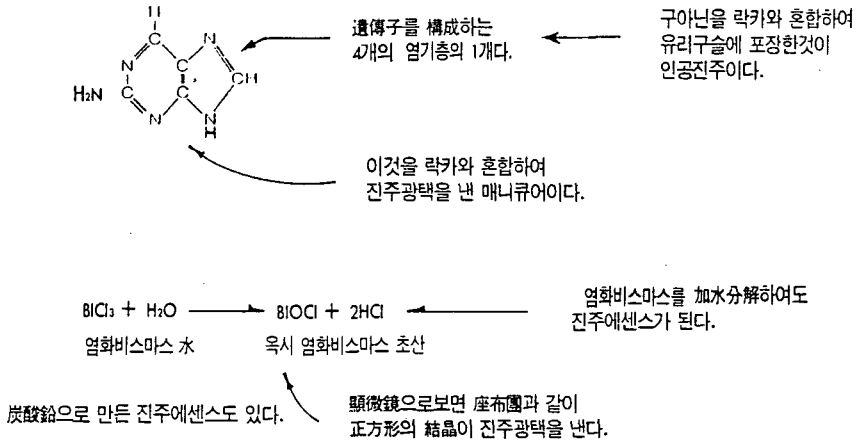 H
C
N
N
C
C
CH
H₂N
C
N
N
H
遺傳子를 構成하는
4개의 염기층의 1개다.
구아닌을 락카와 혼합하여
유리구슬에 포장한것이
인공진주이다.
이것을 락카와 혼합하여
진주광택을 낸 매니큐어이다.
BICl₃ + H₂O → BIOCl + 2HCl
염화비스마스 水 옥시 염화비스마스 초산
염화비스마스를 加水分解하여도
진주에센스가 된다.
炭酸鉛으로 만든 진주에센스도 있다.
顯微鏡으로보면 座布團과 같이
正方形의 結晶이 진주광택을 낸다.